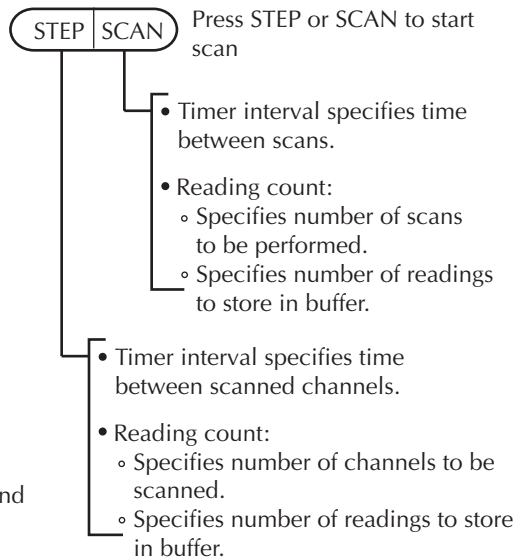 STEP SCAN
Press STEP or SCAN to start
scan
• Timer interval specifies time
between scans.
• Reading count:
◦ Specifies number of scans
to be performed.
◦ Specifies number of readings
to store in buffer.
• Timer interval specifies time
between scanned channels.
• Reading count:
◦ Specifies number of channels to be
scanned.
nd
◦ Specifies number of readings to store
in buffer.